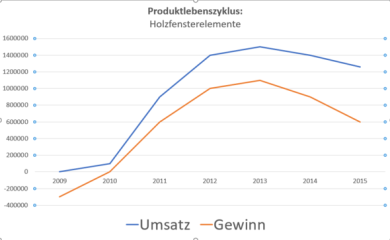 Produktlebenszyklus:
Holzfensterelemente
1600000
1400000
1200000
1000000
800000
600000
400000
200000
0
-200000
-400000
2009 2010 2011 2012 2013 2014 2015
Umsatz Gewinn